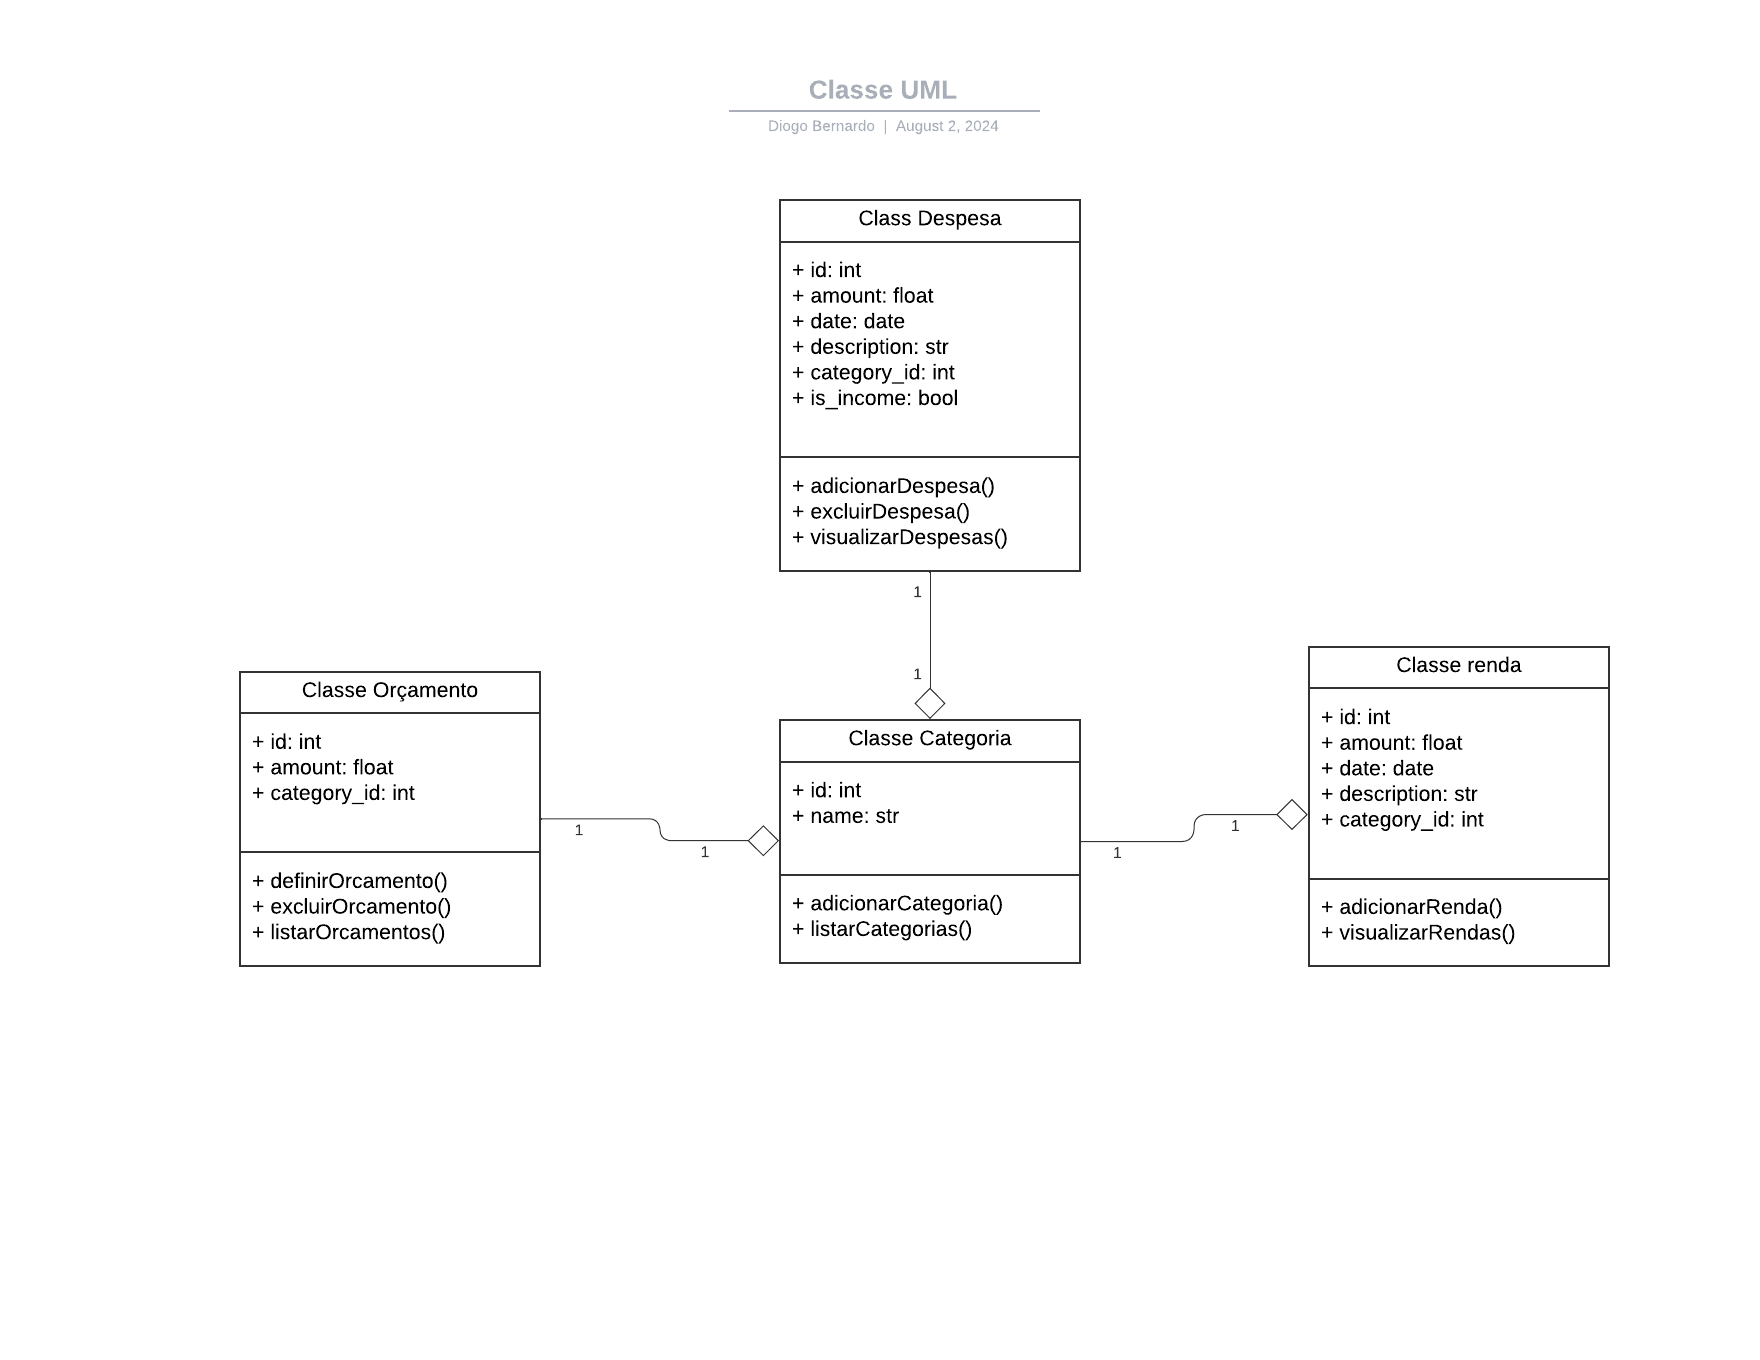 Classe UML
Diogo Bernardo | August 2, 2024
Class Despesa
+ id: int
+ amount: float
+ date: date
+ description: str
+ category_id: int
+ is_income: bool
+ adicionarDespesa()
+ excluirDespesa()
+ visualizarDespesas()
1
1
Classe Orçamento
+ id: int
+ amount: float
+ category_id: int
+ definirOrcamento()
+ excluirOrcamento()
+ listarOrcamentos()
1
1
Classe Categoria
+ id: int
+ name: str
+ adicionarCategoria()
+ listarCategorias()
1
1
Classe renda
+ id: int
+ amount: float
+ date: date
+ description: str
+ category_id: int
+ adicionarRenda()
+ visualizarRendas()